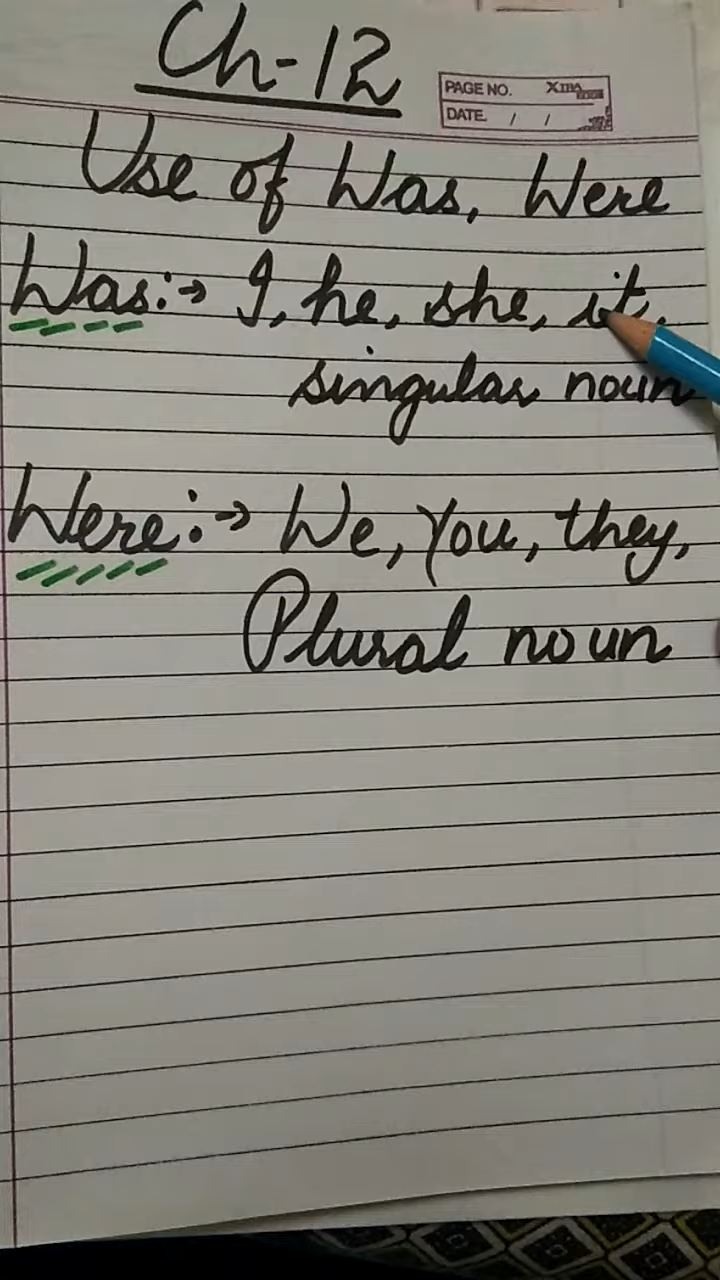 Ch-12
PAGE NO.
DATE. / /
Use of Was, Were
Was:→ I, he, she, it,
singular noun
Were:→ We, You, they,
Plural noun